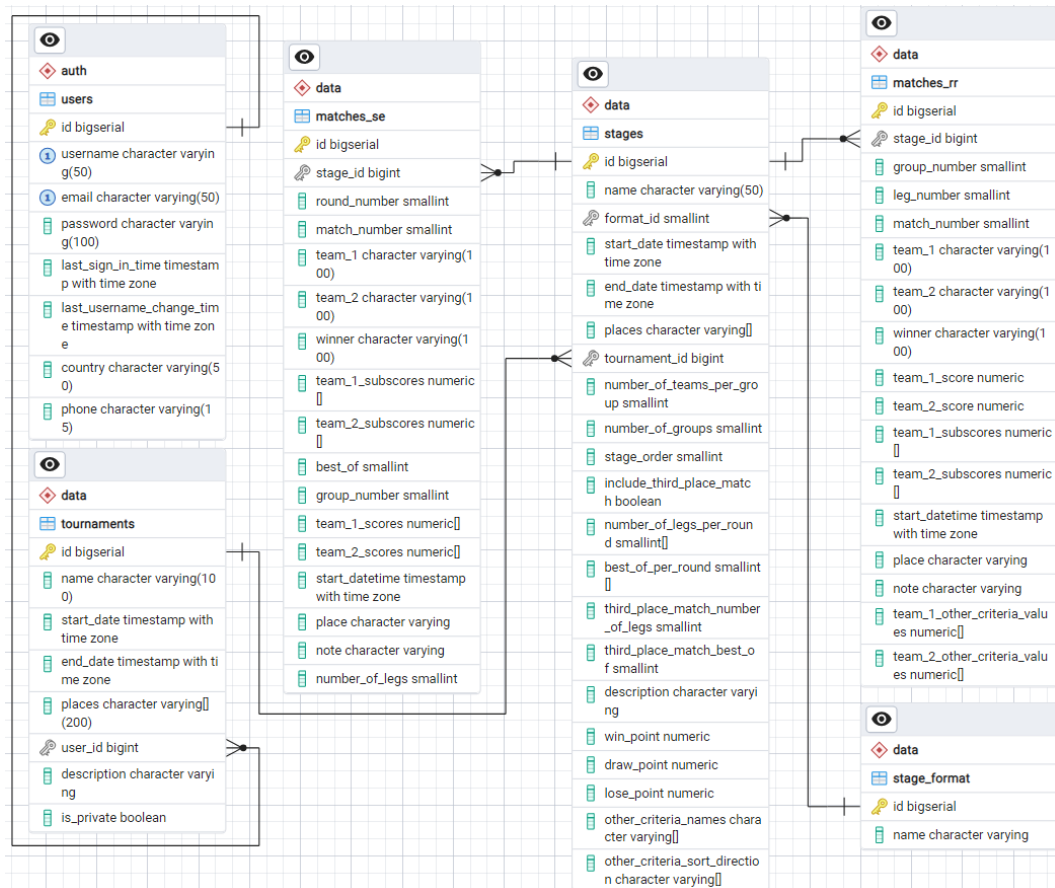 auth
users
id bigserial
username character varyin
g(50)
email character varying(50)
password character varyin
g(100)
last_sign_in_time timestam
p with time zone
last_username_change_tim
e timestamp with time zon
e
country character varying(5
0)
phone character varying(1
5)
data
tournaments
id bigserial
name character varying(10
0)
start_date timestamp with
time zone
end_date timestamp with ti
me zone
places character varying[]
(200)
user_id bigint
description character varyi
ng
is_private boolean
data
matches_se
id bigserial
stage_id bigint
round_number smallint
match_number smallint
team_1 character varying(1
00)
team_2 character varying(1
00)
winner character varying(1
00)
team_1_subscores numeric
[]
team_2_subscores numeric
[]
best_of smallint
group_number smallint
team_1_scores numeric[]
team_2_scores numeric[]
start_datetime timestamp
with time zone
place character varying
note character varying
number_of_legs smallint
data
stages
id bigserial
name character varying(50)
format_id smallint
start_date timestamp with
time zone
end_date timestamp with ti
me zone
places character varying[]
tournament_id bigint
number_of_teams_per_gro
up smallint
number_of_groups smallint
stage_order smallint
include_third_place_matc
h boolean
number_of_legs_per_roun
d smallint[]
best_of_per_round smallint
[]
third_place_match_number
_of_legs smallint
third_place_match_best_o
f smallint
description character varyi
ng
win_point numeric
draw_point numeric
lose_point numeric
other_criteria_names chara
cter varying[]
other_criteria_sort_directio
n character varying[]
data
matches_rr
id bigserial
stage_id bigint
group_number smallint
leg_number smallint
match_number smallint
team_1 character varying(1
00)
team_2 character varying(1
00)
winner character varying(1
00)
team_1_score numeric
team_2_score numeric
team_1_subscores numeric
[]
team_2_subscores numeric
[]
start_datetime timestamp
with time zone
place character varying
note character varying
team_1_other_criteria_valu
es numeric[]
team_2_other_criteria_valu
es numeric[]
data
stage_format
id bigserial
name character varying